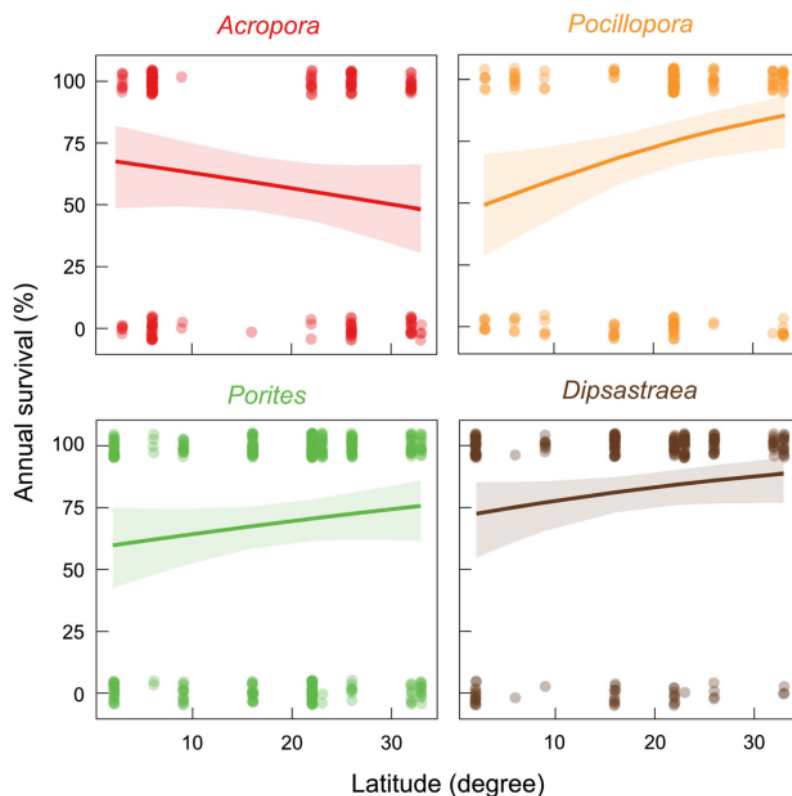 Acropora
Pocillopora
100
75
50
25
0
Porites
Dipsastraea
100
75
50
25
0
10 20 30
10 20 30
Annual survival (%)
Latitude (degree)